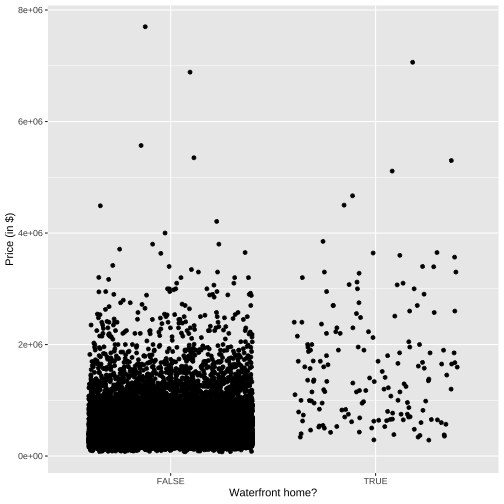 8e+06
6e+06
4e+06
2e+06
0e+00
Price (in $)
FALSE
TRUE
Waterfront home?